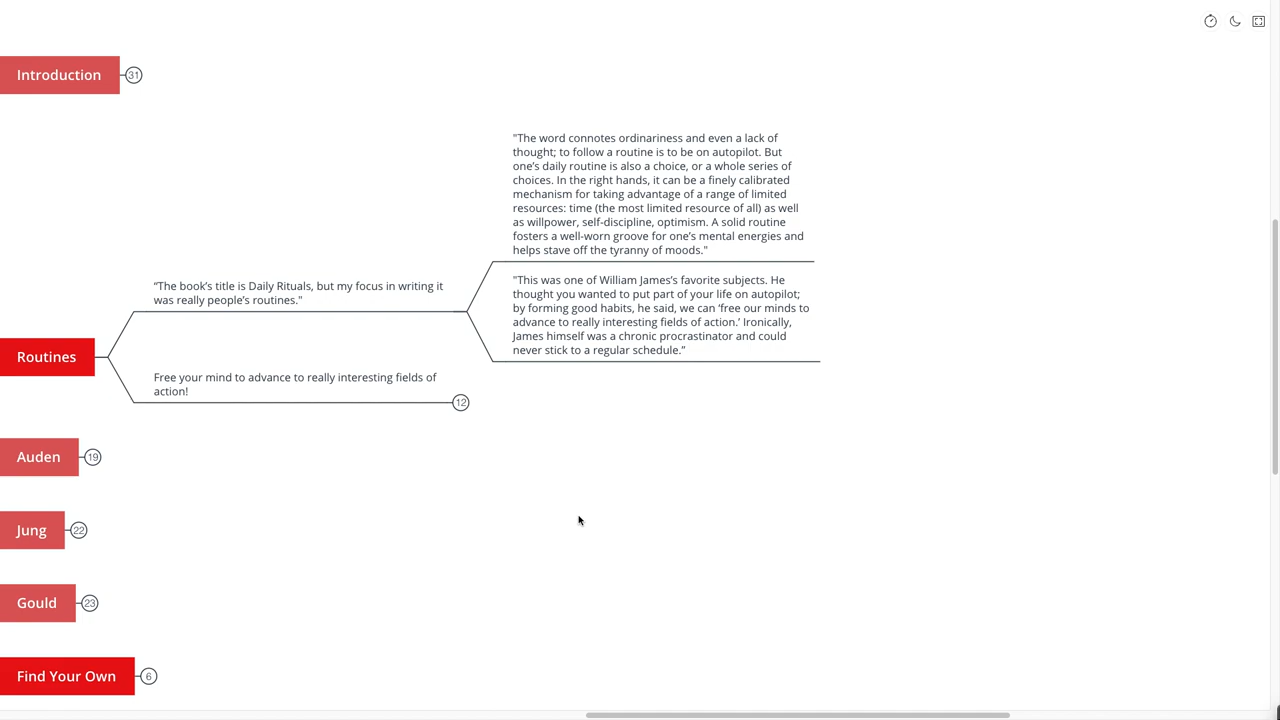 Introduction
31
"The word connotes ordinariness and even a lack of
thought; to follow a routine is to be on autopilot. But
one’s daily routine is also a choice, or a whole series of
choices. In the right hands, it can be a finely calibrated
mechanism for taking advantage of a range of limited
resources: time (the most limited resource of all) as well
as willpower, self-discipline, optimism. A solid routine
fosters a well-worn groove for one’s mental energies and
helps stave off the tyranny of moods."
“The book’s title is Daily Rituals, but my focus in writing it
was really people’s routines."
"This was one of William James’s favorite subjects. He
thought you wanted to put part of your life on autopilot;
by forming good habits, he said, we can ‘free our minds to
advance to really interesting fields of action.’ Ironically,
James himself was a chronic procrastinator and could
never stick to a regular schedule.”
Routines
Free your mind to advance to really interesting fields of
action!
12
Auden
19
Jung
22
Gould
23
Find Your Own
6